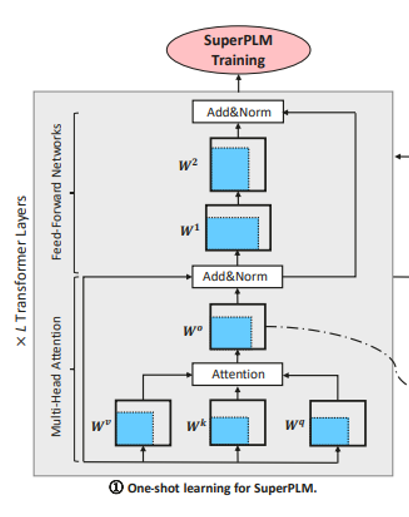 SuperPLM
Training
Add&Norm
W²
W¹
Add&Norm
Wᵒ
Attention
Wᵛ
Wᵏ
W^q
Feed-Forward Networks
Multi-Head Attention
× L Transformer Layers
① One-shot learning for SuperPLM.